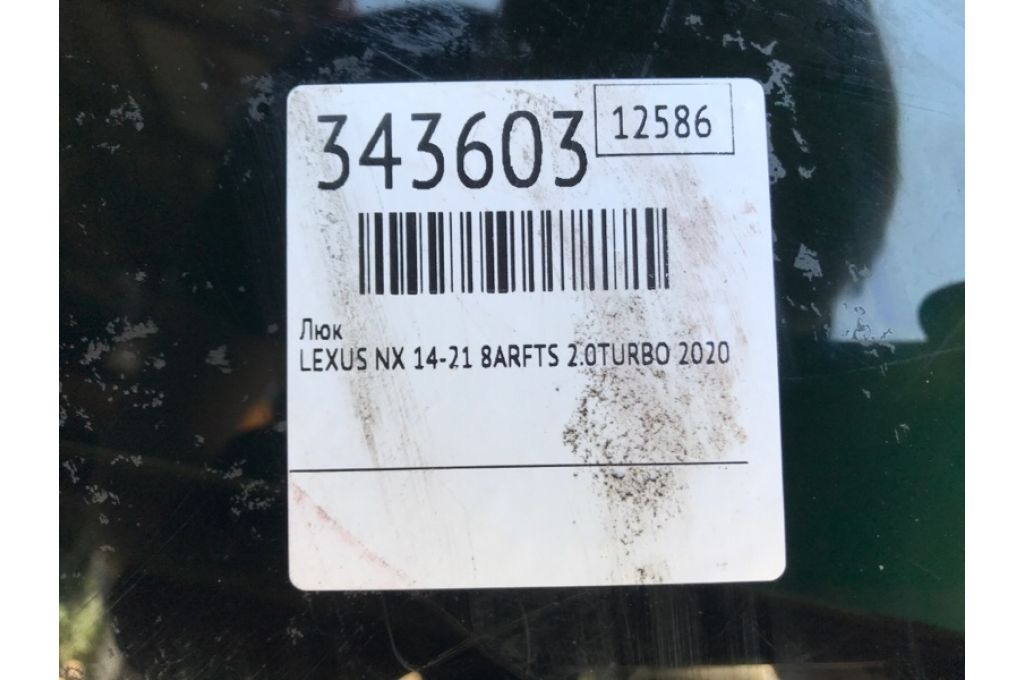 343603
12586
Люк
LEXUS NX 14-21 8ARFTS 2.0TURBO 2020